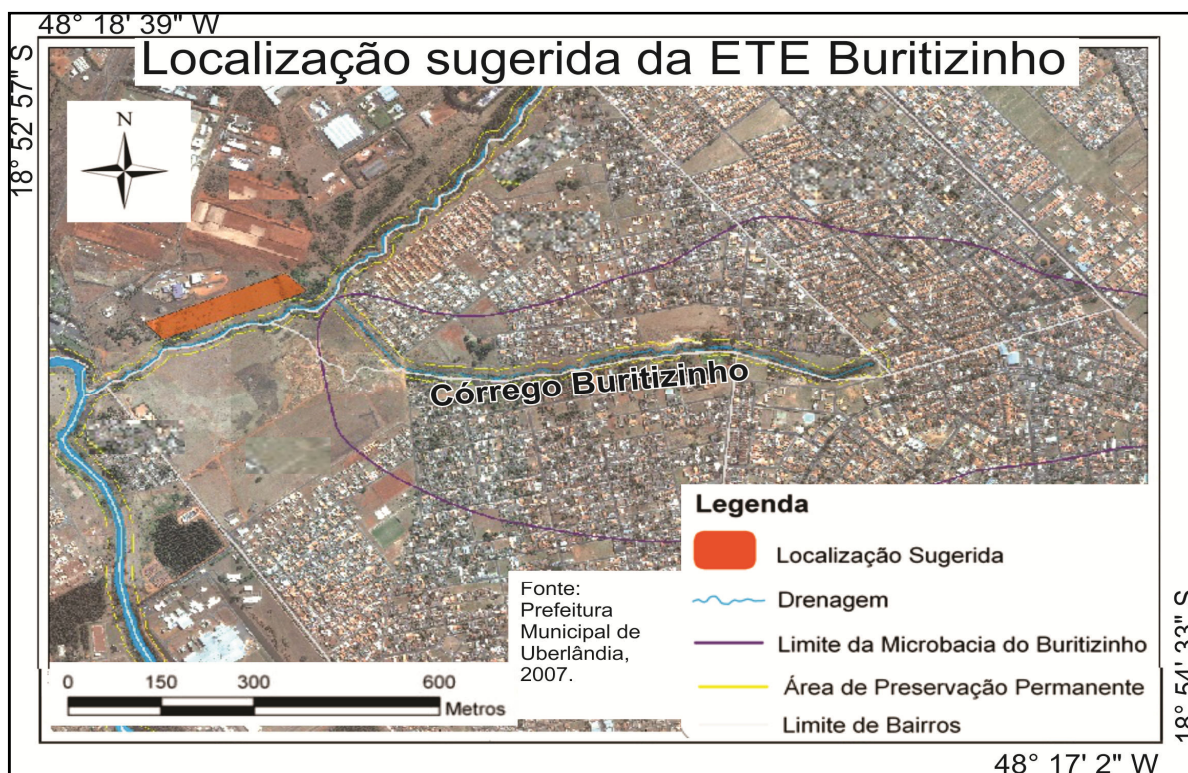 48° 18' 39" W
18° 52' 57" S
Localização sugerida da ETE Buritizinho
N
Córrego Buritizinho
Legenda
Localização Sugerida
Drenagem
Limite da Microbacia do Buritizinho
Área de Preservação Permanente
Limite de Bairros
Fonte:
Prefeitura
Municipal de
Uberlândia,
2007.
0 150 300 600
Metros
18° 54' 33" S
48° 17' 2" W